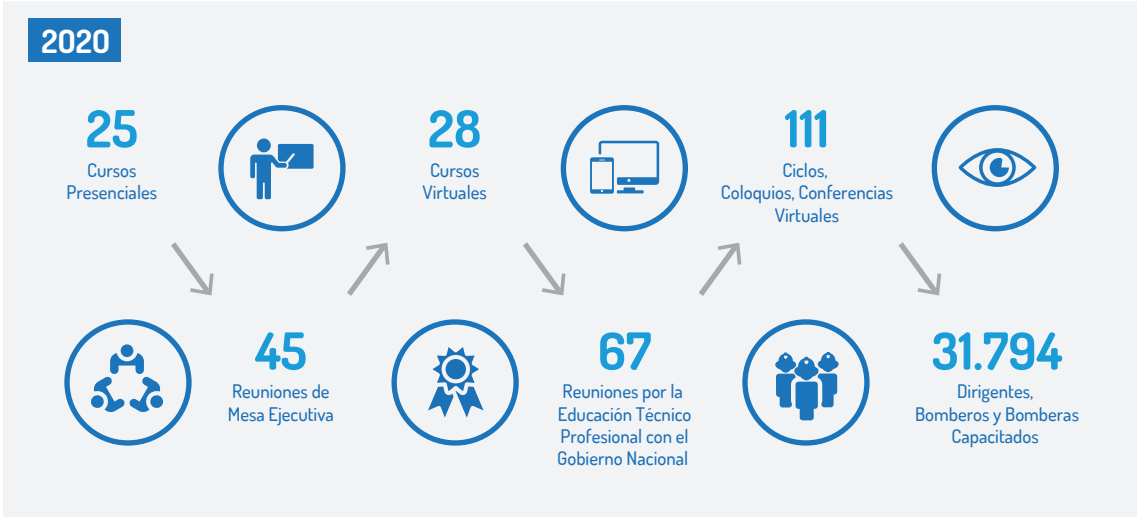 2020
25
Cursos
Presenciales
28
Cursos
Virtuales
111
Ciclos,
Coloquios, Conferencias
Virtuales
45
Reuniones de
Mesa Ejecutiva
67
Reuniones por la
Educación Técnico
Profesional con el
Gobierno Nacional
31.794
Dirigentes,
Bomberos y Bomberas
Capacitados